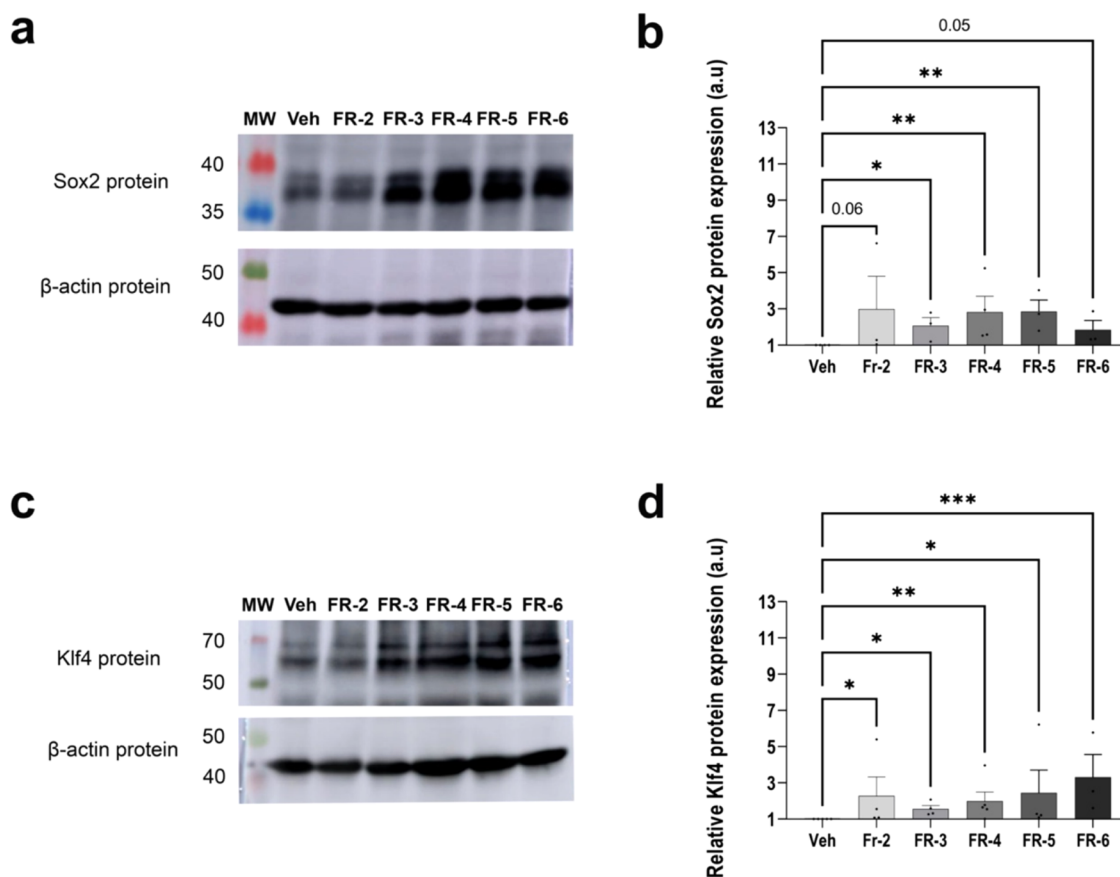 a
MW Veh FR-2 FR-3 FR-4 FR-5 FR-6
Sox2 protein
40
35
β-actin protein
50
40
b
Relative Sox2 protein expression (a.u)
0.05
**
**
*
0.06
13
11
9
7
5
3
1
Veh Fr-2 FR-3 FR-4 FR-5 FR-6
c
MW Veh FR-2 FR-3 FR-4 FR-5 FR-6
Klf4 protein
70
50
β-actin protein
50
40
d
Relative Klf4 protein expression (a.u)
***
*
**
*
*
13
11
9
7
5
3
1
Veh Fr-2 FR-3 FR-4 FR-5 FR-6